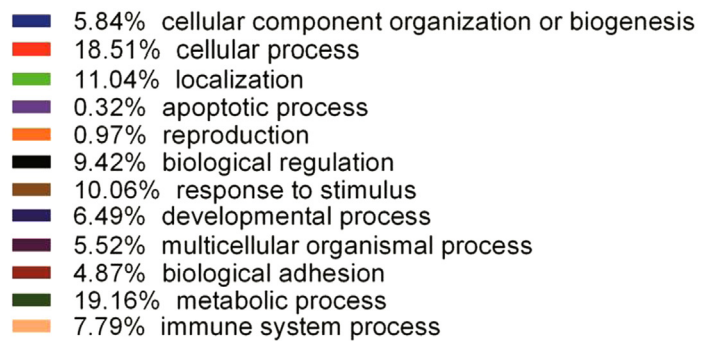 5.84% cellular component organization or biogenesis
18.51% cellular process
11.04% localization
0.32% apoptotic process
0.97% reproduction
9.42% biological regulation
10.06% response to stimulus
6.49% developmental process
5.52% multicellular organismal process
4.87% biological adhesion
19.16% metabolic process
7.79% immune system process